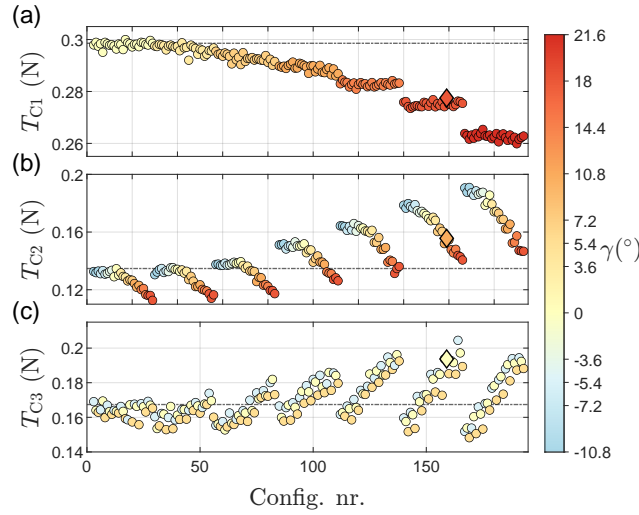 (a)
0.3
0.28
0.26
T_C1 (N)
(b)
0.2
0.16
0.12
T_C2 (N)
(c)
0.2
0.18
0.16
0.14
T_C3 (N)
0 50 100 150
Config. nr.
21.6
18
14.4
10.8
7.2
5.4
3.6
0
-3.6
-5.4
-7.2
-10.8
γ(°)